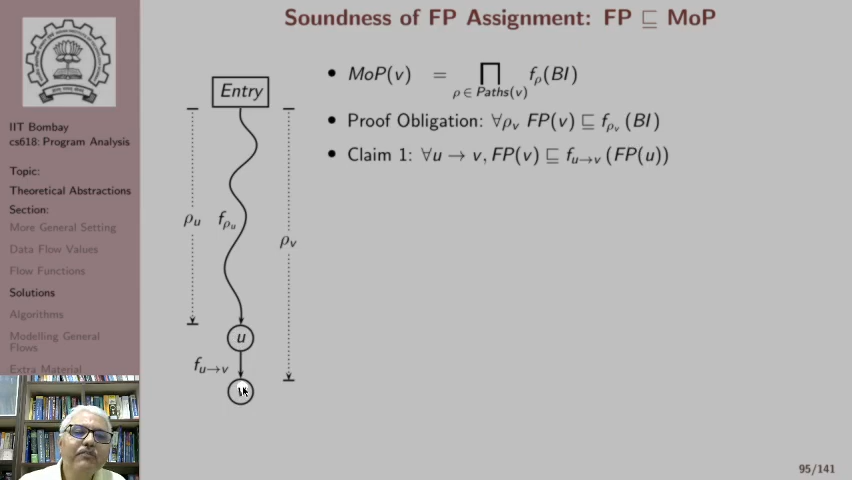 Soundness of FP Assignment: FP ⊑ MoP
IIT Bombay
cs618: Program Analysis
Topic:
Theoretical Abstractions
Section:
More General Setting
Data Flow Values
Flow Functions
Solutions
Algorithms
Modelling General
Flows
Extra Material
Entry
ρu fρu ρv
u
fu→v
• MoP(v) = ⊓ fρ(BI)
ρ ∈ Paths(v)
• Proof Obligation: ∀ρv FP(v) ⊑ fρv (BI)
• Claim 1: ∀u → v, FP(v) ⊑ fu→v (FP(u))
95/141